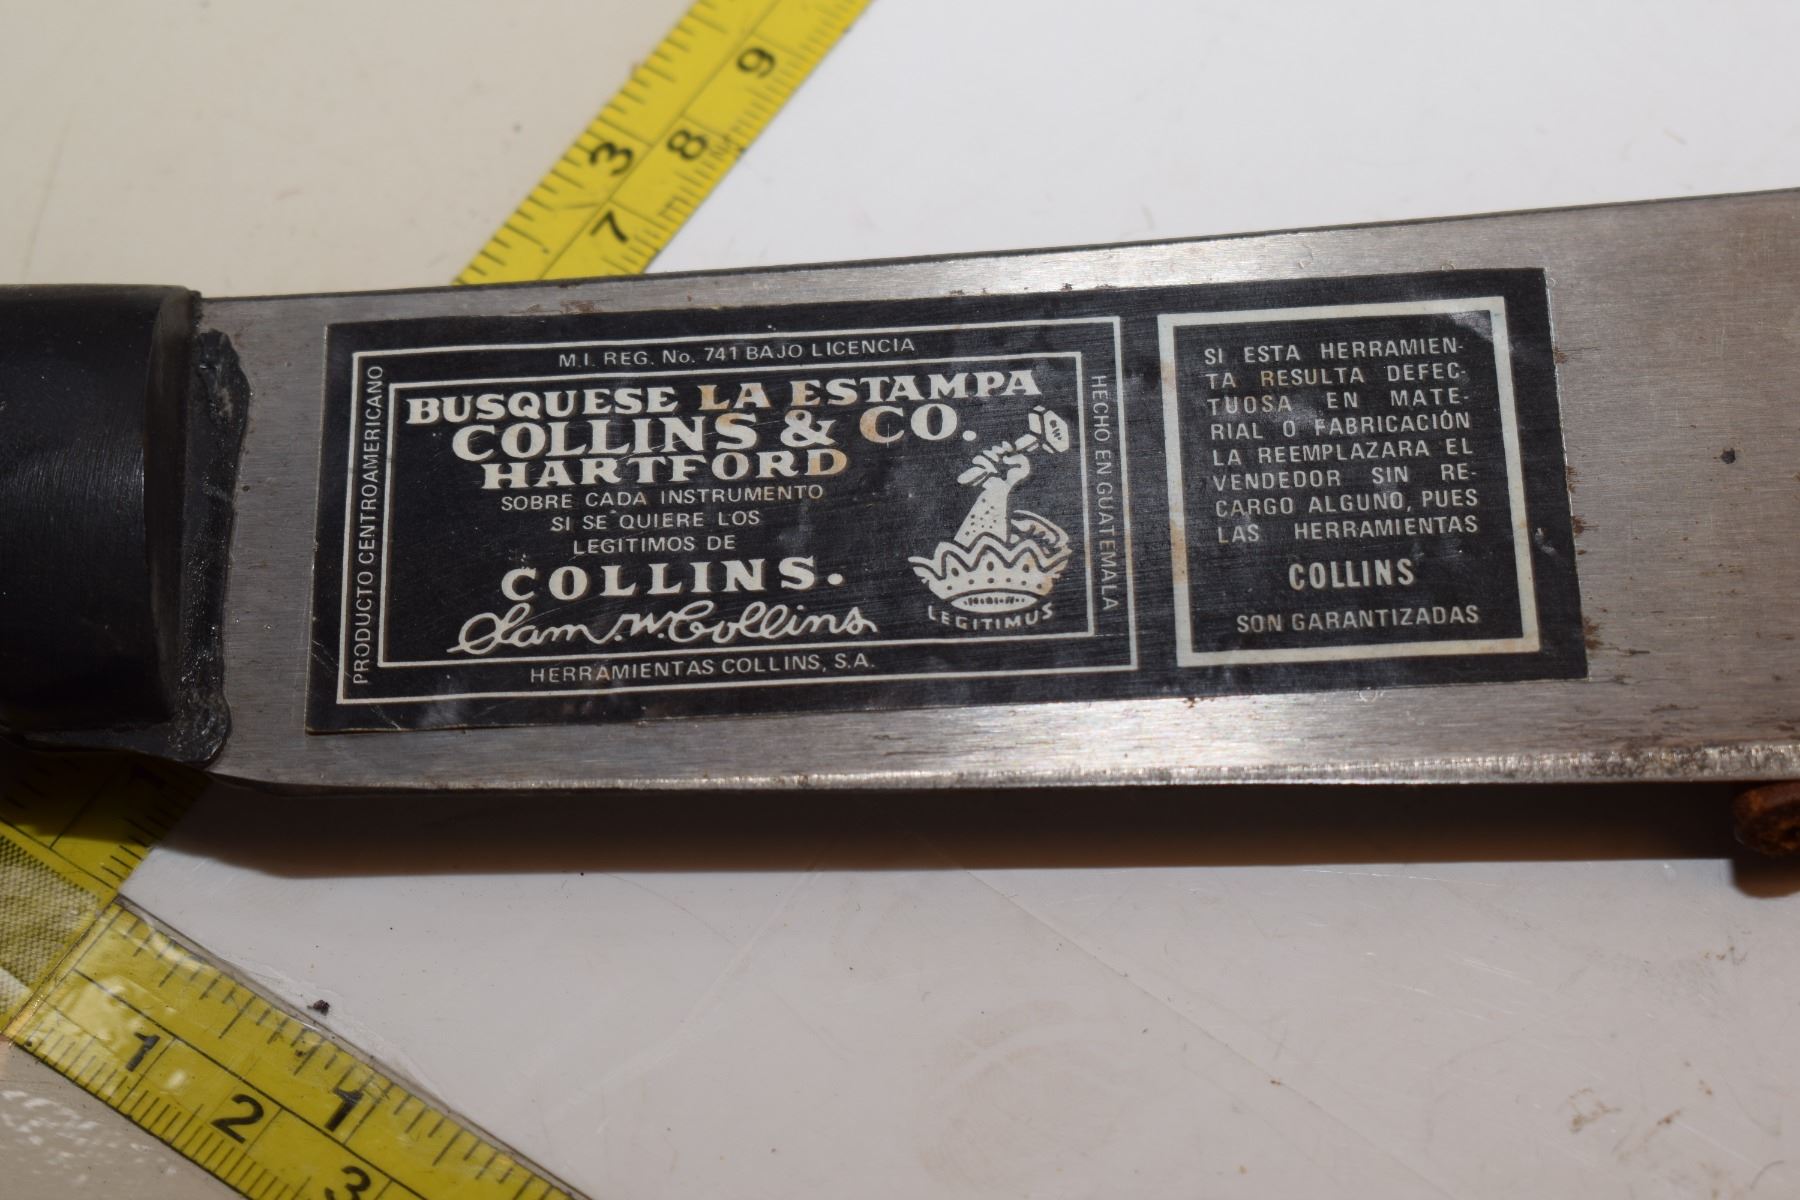 M.I. REG. No. 741 BAJO LICENCIA
PRODUCTO CENTROAMERICANO
BUSQUESE LA ESTAMPA
COLLINS & CO.
HARTFORD
SOBRE CADA INSTRUMENTO
SI SE QUIERE LOS
LEGITIMOS DE
COLLINS.
Sam. W. Collins
LEGITIMUS
HECHO EN GUATEMALA
HERRAMIENTAS COLLINS, S.A.
SI ESTA HERRAMIEN-
TA RESULTA DEFEC-
TUOSA EN MATE-
RIAL O FABRICACIÓN
LA REEMPLAZARA EL
VENDEDOR SIN RE-
CARGO ALGUNO, PUES
LAS HERRAMIENTAS
COLLINS
SON GARANTIZADAS
9
3 8
7
1
2 1
3